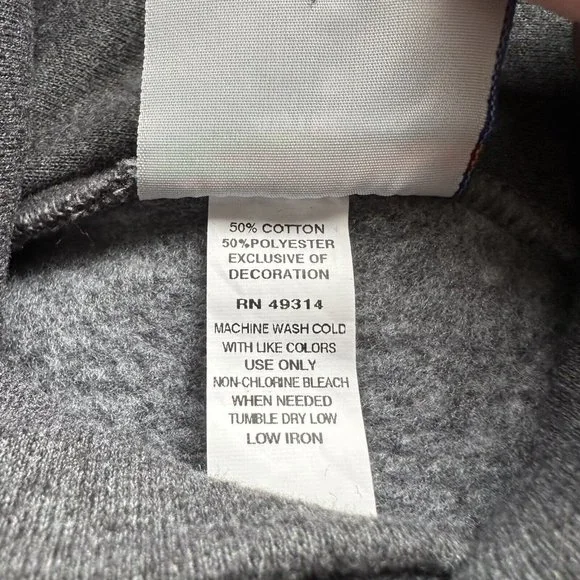 50% COTTON
50%POLYESTER
EXCLUSIVE OF
DECORATION
RN 49314
MACHINE WASH COLD
WITH LIKE COLORS
USE ONLY
NON-CHLORINE BLEACH
WHEN NEEDED
TUMBLE DRY LOW
LOW IRON